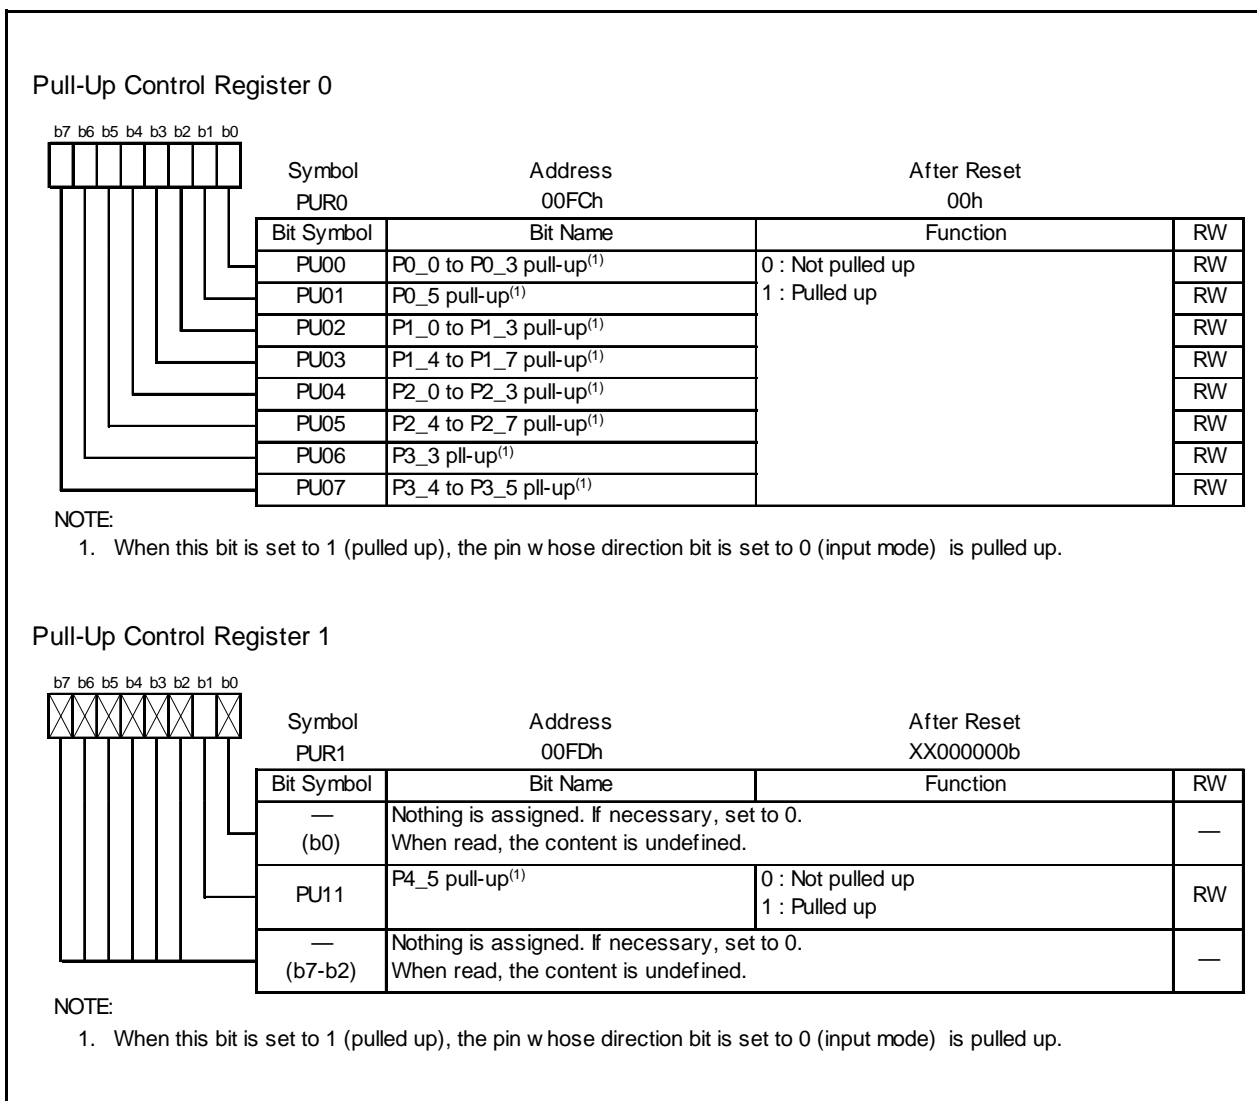 Pull-Up Control Register 0
b7 b6 b5 b4 b3 b2 b1 b0
Symbol Address After Reset
PUR0 00FCh 00h
Bit Symbol Bit Name Function RW
PU00 P0_0 to P0_3 pull-up(1) 0 : Not pulled up RW
PU01 P0_5 pull-up(1) 1 : Pulled up RW
PU02 P1_0 to P1_3 pull-up(1) RW
PU03 P1_4 to P1_7 pull-up(1) RW
PU04 P2_0 to P2_3 pull-up(1) RW
PU05 P2_4 to P2_7 pull-up(1) RW
PU06 P3_3 pll-up(1) RW
PU07 P3_4 to P3_5 pll-up(1) RW
NOTE:
1. When this bit is set to 1 (pulled up), the pin whose direction bit is set to 0 (input mode) is pulled up.
Pull-Up Control Register 1
b7 b6 b5 b4 b3 b2 b1 b0
Symbol Address After Reset
PUR1 00FDh XX000000b
Bit Symbol Bit Name Function RW
— Nothing is assigned. If necessary, set to 0. —
(b0) When read, the content is undefined.
PU11 P4_5 pull-up(1) 0 : Not pulled up RW
1 : Pulled up
— Nothing is assigned. If necessary, set to 0. —
(b7-b2) When read, the content is undefined.
NOTE:
1. When this bit is set to 1 (pulled up), the pin whose direction bit is set to 0 (input mode) is pulled up.